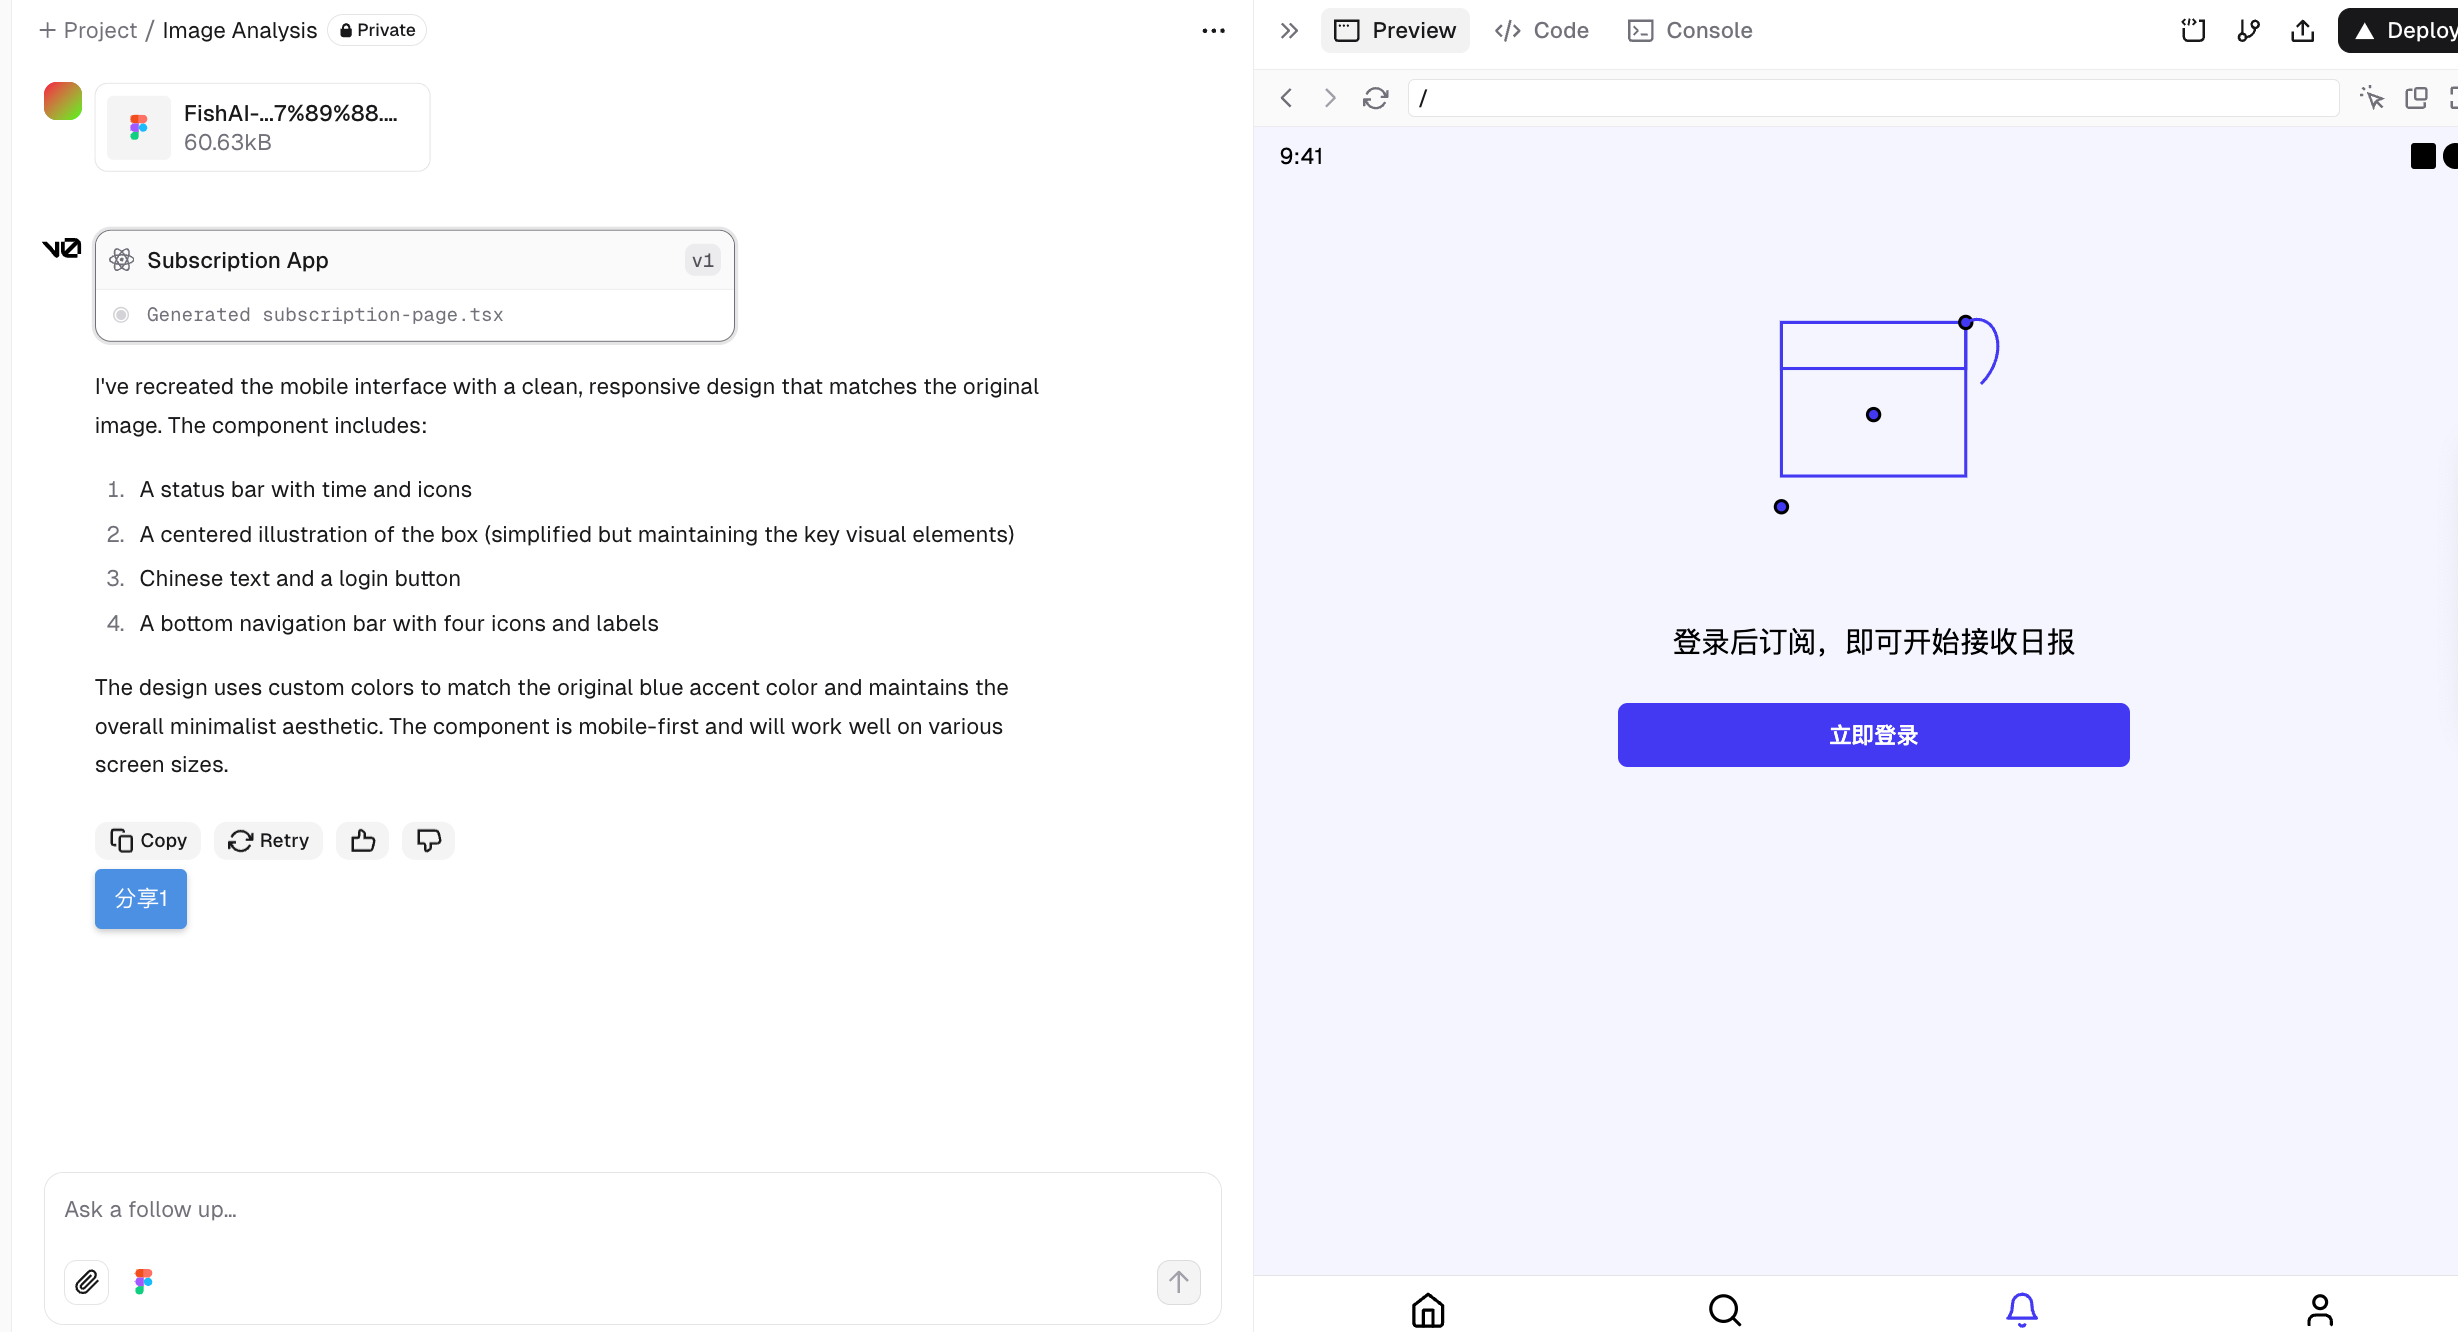 Project / Image Analysis Private
FishAI-...7%89%88....
60.63kB
v0
Subscription App v1
Generated subscription-page.tsx
I've recreated the mobile interface with a clean, responsive design that matches the original
image. The component includes:
1. A status bar with time and icons
2. A centered illustration of the box (simplified but maintaining the key visual elements)
3. Chinese text and a login button
4. A bottom navigation bar with four icons and labels
The design uses custom colors to match the original blue accent color and maintains the
overall minimalist aesthetic. The component is mobile-first and will work well on various
screen sizes.
Copy Retry
分享1
Ask a follow up...
Preview Code Console Deploy
/
9:41
登录后订阅，即可开始接收日报
立即登录